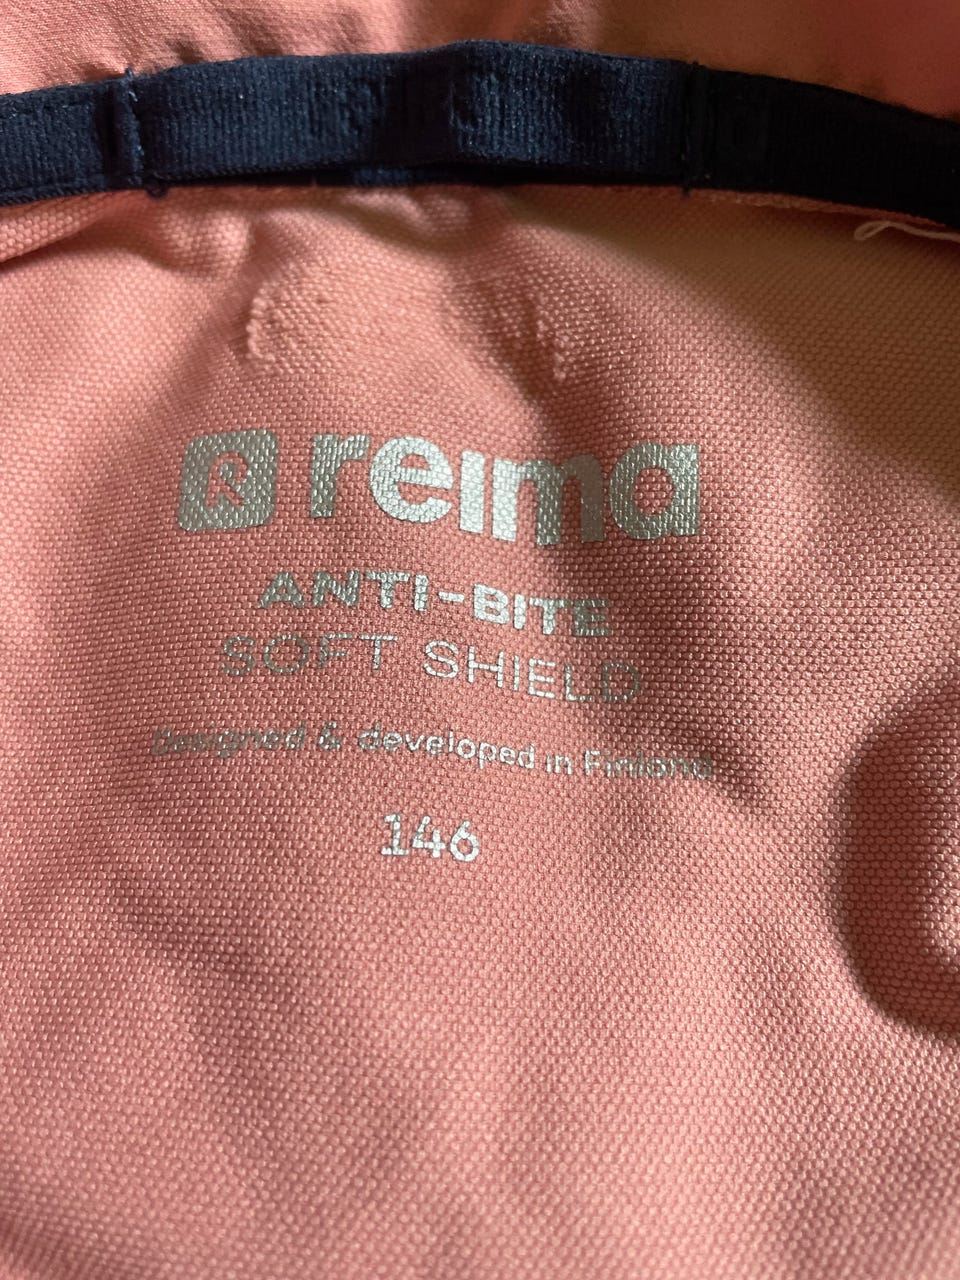 R reima
ANTI-BITE
SOFT SHIELD
Designed & developed in Finland
146